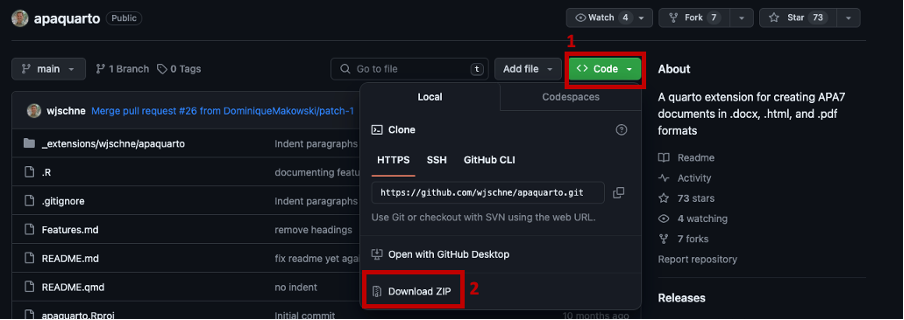 apaquarto Public
Watch 4
Fork 7
Star 73
1
main
1 Branch
0 Tags
Go to file
t
Add file
Code
wjschne Merge pull request #26 from DominiqueMakowski/patch-1
_extensions/wjschne/apaquarto Indent paragraphs
.R documenting featu
.gitignore Indent paragraphs
Features.md remove headings
README.md fix readme yet aga
README.qmd no indent
apaquarto.Rproj Initial commit 10 months ago
Local
Codespaces
Clone
HTTPS
SSH
GitHub CLI
https://github.com/wjschne/apaquarto.git
Use Git or checkout with SVN using the web URL.
Open with GitHub Desktop
Download ZIP
2
About
A quarto extension for creating APA7
documents in .docx, .html, and .pdf
formats
Readme
Activity
73 stars
4 watching
7 forks
Report repository
Releases